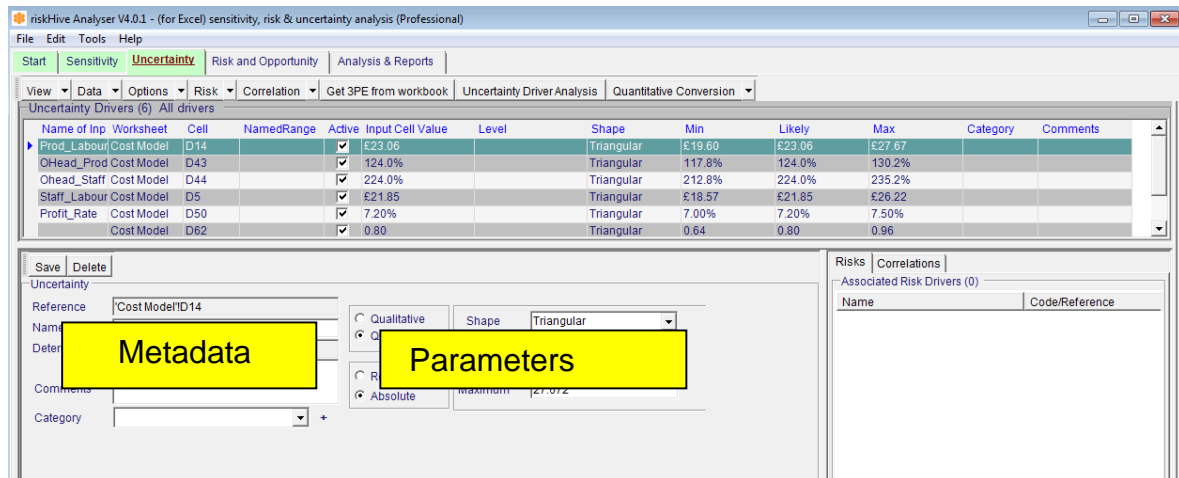 riskHive Analyser V4.0.1 - (for Excel) sensitivity, risk & uncertainty analysis (Professional)
File Edit Tools Help
Start Sensitivity Uncertainty Risk and Opportunity Analysis & Reports
View Data Options Risk Correlation Get 3PE from workbook Uncertainty Driver Analysis Quantitative Conversion
Uncertainty Drivers (6) All drivers
Name of Inp Worksheet Cell NamedRange Active Input Cell Value Level Shape Min Likely Max Category Comments
Prod_Labour Cost Model D14 £23.06 Triangular £19.60 £23.06 £27.67
OHead_Prod Cost Model D43 124.0% Triangular 117.8% 124.0% 130.2%
Ohead_Staff Cost Model D44 224.0% Triangular 212.8% 224.0% 235.2%
Staff_Labour Cost Model D5 £21.85 Triangular £18.57 £21.85 £26.22
Profit_Rate Cost Model D50 7.20% Triangular 7.00% 7.20% 7.50%
Cost Model D62 0.80 Triangular 0.64 0.80 0.96
Save Delete
Uncertainty
Reference 'Cost Model'!D14
Name
Qualitative
Shape Triangular
Metadata
Parameters
Comments
Absolute
Maximum 27.672
Category +
Risks Correlations
Associated Risk Drivers (0)
Name Code/Reference